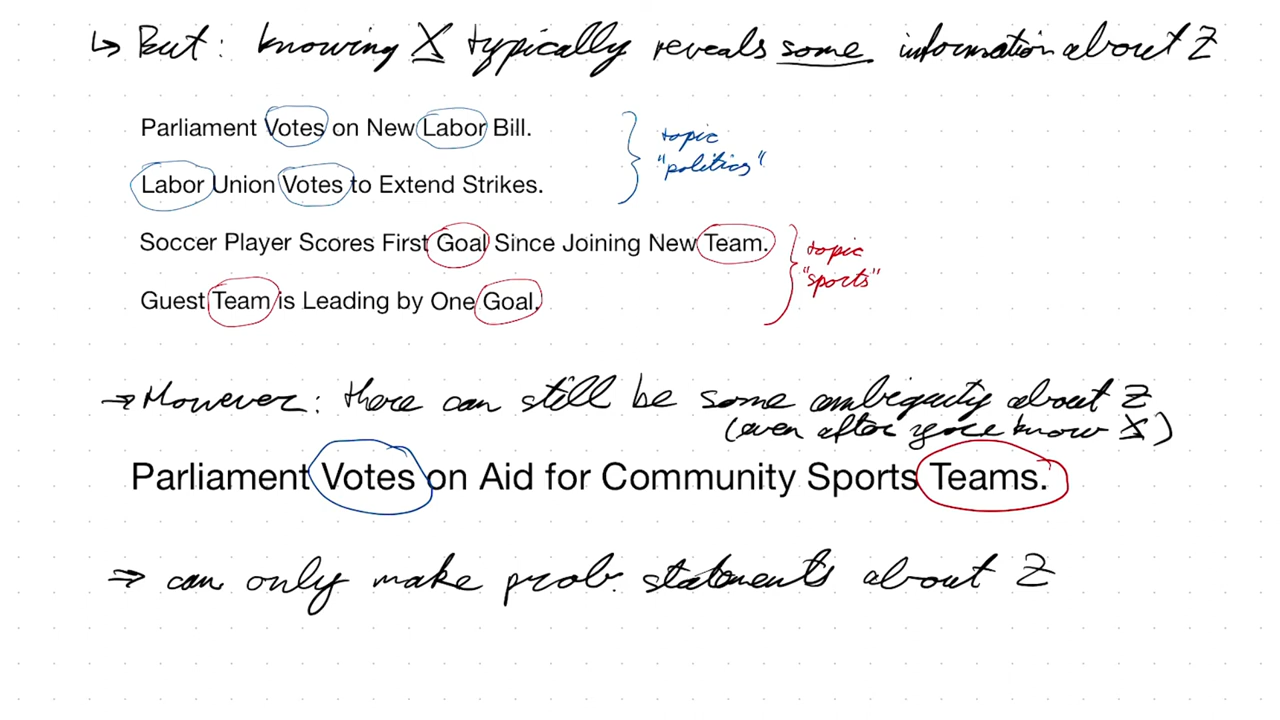 ↳ But: knowing X typically reveals some information about Z
Parliament Votes on New Labor Bill.
Labor Union Votes to Extend Strikes.
topic
"politics"
Soccer Player Scores First Goal Since Joining New Team.
Guest Team is Leading by One Goal.
topic
"sports"
→ However: there can still be some ambiguity about Z
(even after you know X)
Parliament Votes on Aid for Community Sports Teams.
⇒ can only make prob. statements about Z